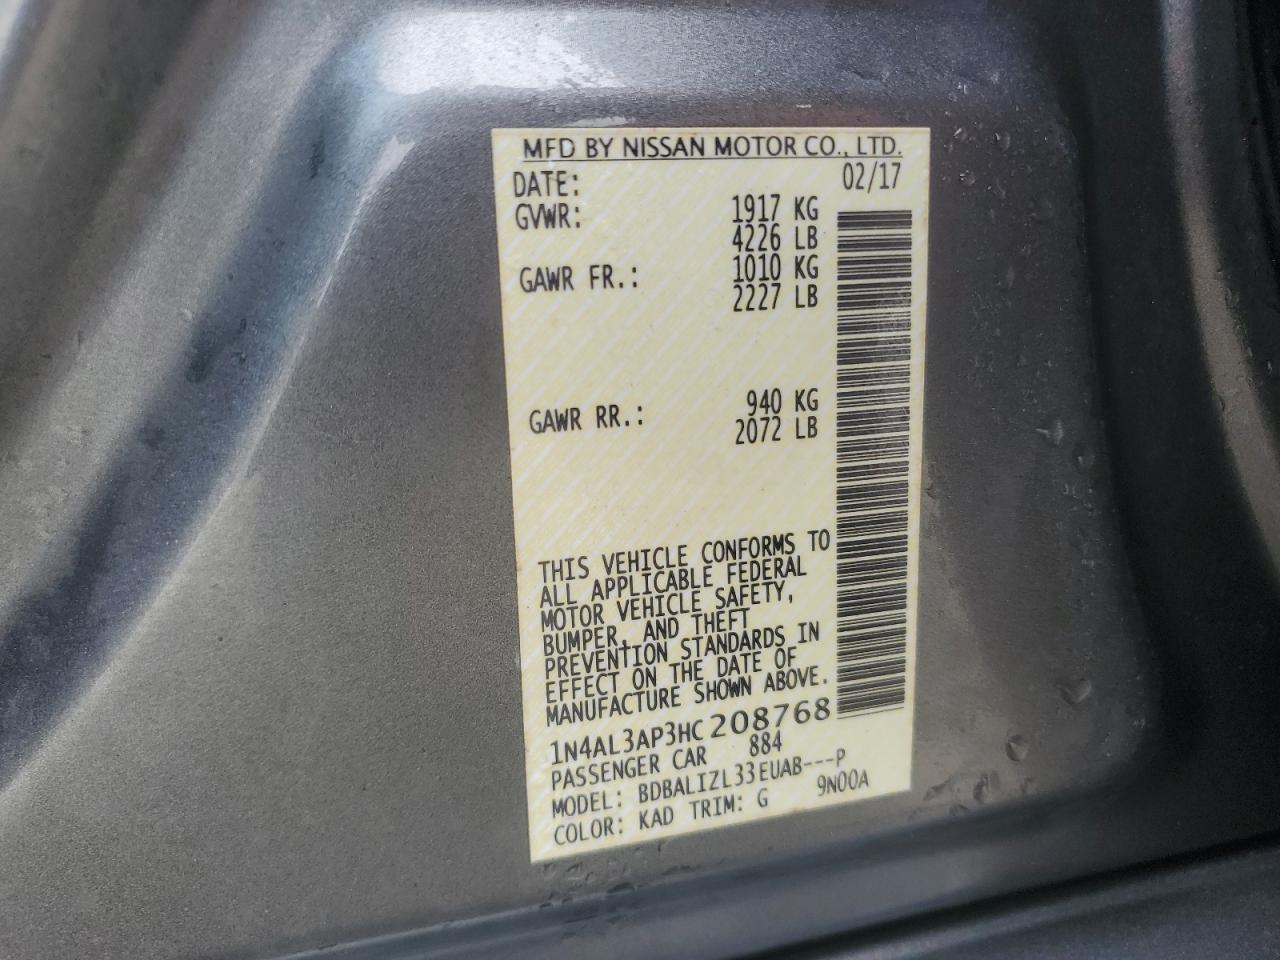 MFD BY NISSAN MOTOR CO., LTD.
DATE: 02/17
GVWR: 1917 KG
4226 LB
GAWR FR.: 1010 KG
2227 LB
GAWR RR.: 940 KG
2072 LB
THIS VEHICLE CONFORMS TO
ALL APPLICABLE FEDERAL
MOTOR VEHICLE SAFETY,
BUMPER, AND THEFT
PREVENTION STANDARDS IN
EFFECT ON THE DATE OF
MANUFACTURE SHOWN ABOVE.
1N4AL3AP3HC208768
PASSENGER CAR 884
MODEL: BDBALIZL33EUAB---P
COLOR: KAD TRIM: G 9N00A